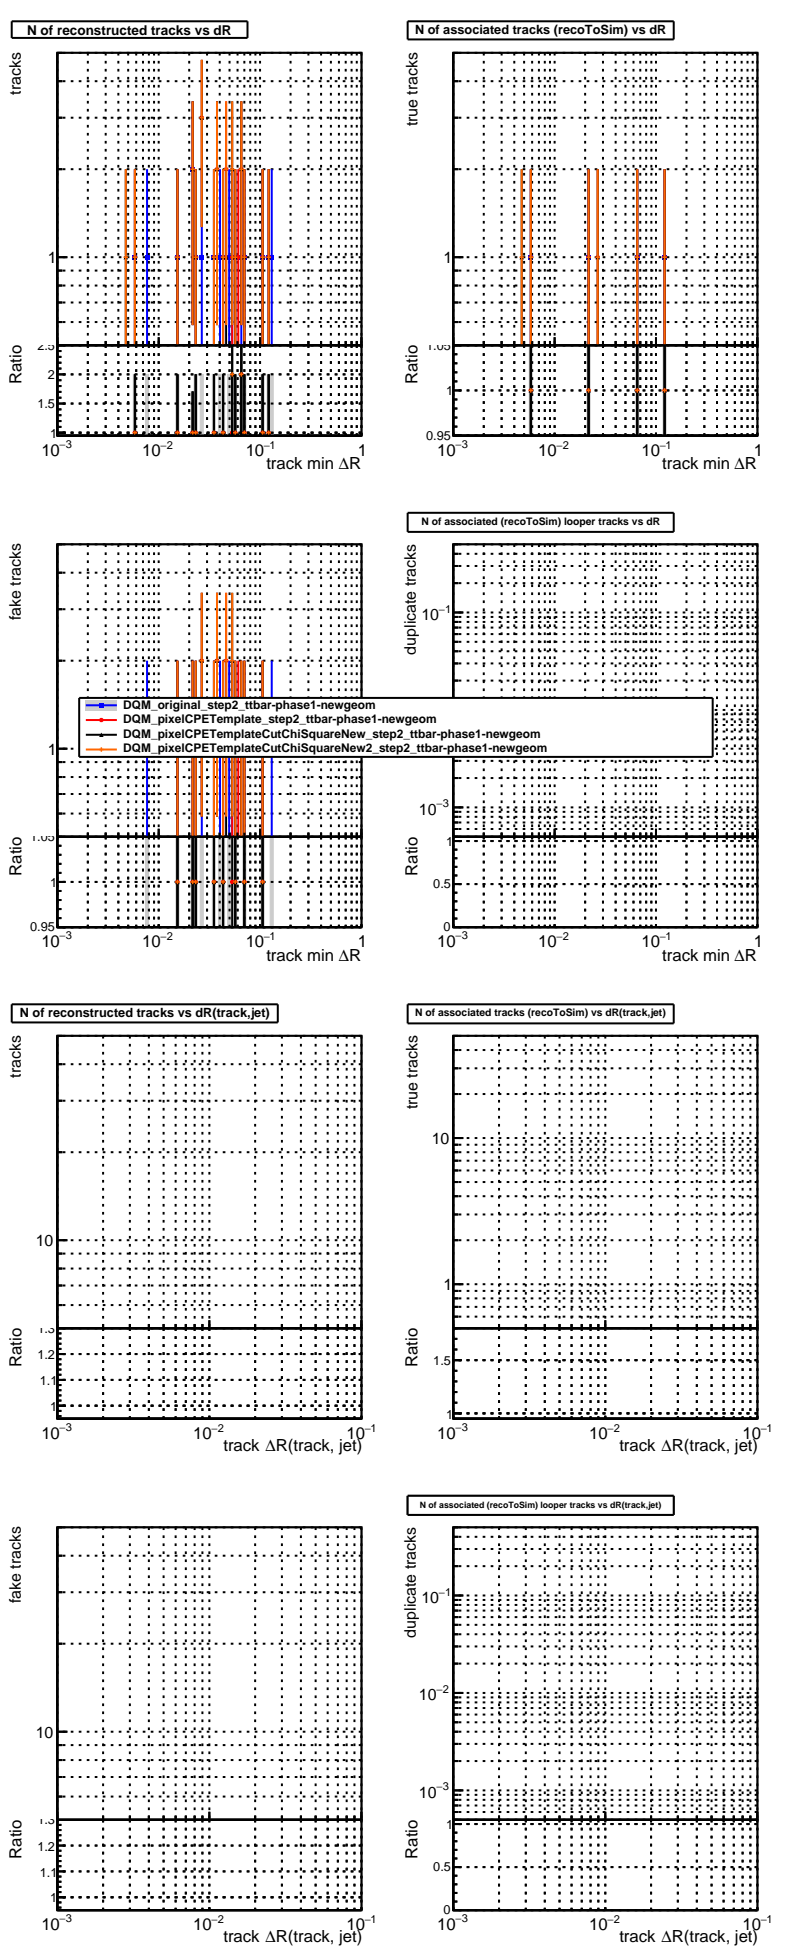 N of reconstructed tracks vs dR
N of associated tracks (recoToSim) vs dR
tracks
1
Ratio
2.5
2
1.5
1
10−3
10−2
10−1
1
track min ΔR
true tracks
1
Ratio
1.05
1
0.95
10−3
10−2
10−1
1
track min ΔR
N of associated (recoToSim) looper tracks vs dR
fake tracks
1
Ratio
1.05
1
0.95
10−3
10−2
10−1
1
track min ΔR
duplicate tracks
10−1
10−3
Ratio
1
0.5
0
10−3
10−2
10−1
1
track min ΔR
DQM_original_step2_ttbar-phase1-newgeom
DQM_pixelCPETemplate_step2_ttbar-phase1-newgeom
DQM_pixelCPETemplateCutChiSquareNew_step2_ttbar-phase1-newgeom
DQM_pixelCPETemplateCutChiSquareNew2_step2_ttbar-phase1-newgeom
N of reconstructed tracks vs dR(track,jet)
N of associated tracks (recoToSim) vs dR(track,jet)
tracks
10
Ratio
1.3
1.2
1.1
1
10−3
10−2
10−1
track ΔR(track, jet)
true tracks
10
1
Ratio
1.5
1
10−3
10−2
10−1
track ΔR(track, jet)
N of associated (recoToSim) looper tracks vs dR(track,jet)
fake tracks
10
Ratio
1.3
1.2
1.1
1
10−3
10−2
10−1
track ΔR(track, jet)
duplicate tracks
10−1
10−2
10−3
Ratio
1
0.5
0
10−3
10−2
10−1
track ΔR(track, jet)